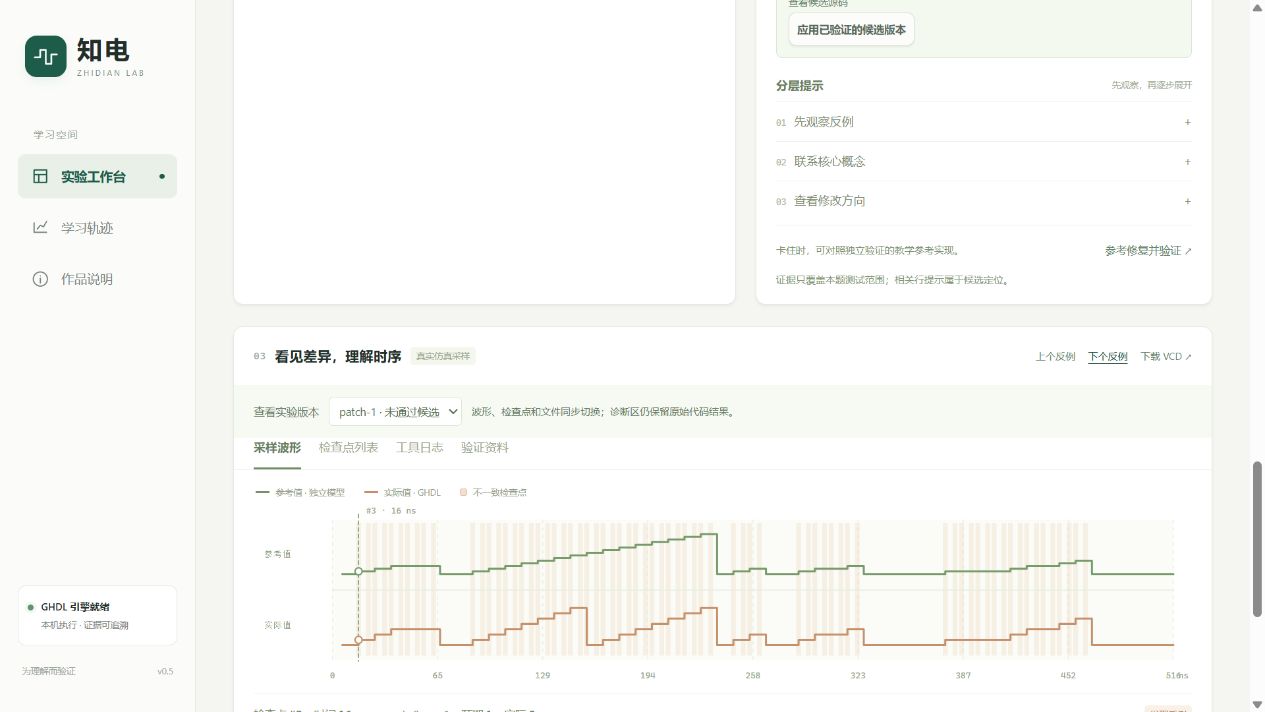 知电
ZHIDIAN LAB
学习空间
实验工作台
学习轨迹
作品说明
GHDL 引擎就绪
本机执行 · 证据可追溯
为理解而验证 v0.5
查看候选源码
应用已验证的候选版本
分层提示 先观察，再逐步展开
01 先观察反例 +
02 联系核心概念 +
03 查看修改方向 +
卡住时，可对照独立验证的教学参考实现。 参考修复并验证 ↗
证据只覆盖本题测试范围；相关行提示属于候选定位。
03 看见差异，理解时序 真实仿真采样 上个反例 下个反例 下载 VCD ↗
查看实验版本 patch-1 · 未通过候选 波形、检查点和文件同步切换；诊断区仍保留原始代码结果。
采样波形 检查点列表 工具日志 验证资料
参考值 · 独立模型 实际值 · GHDL 不一致检查点
#3 · 16 ns
参考值
实际值
0 65 129 194 258 323 387 452 516ns